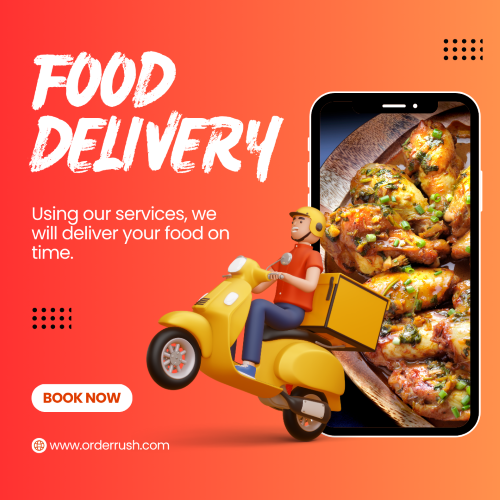 FOOD
DELIVERY
Using our services, we
will deliver your food on
time.
BOOK NOW
www.orderrush.com